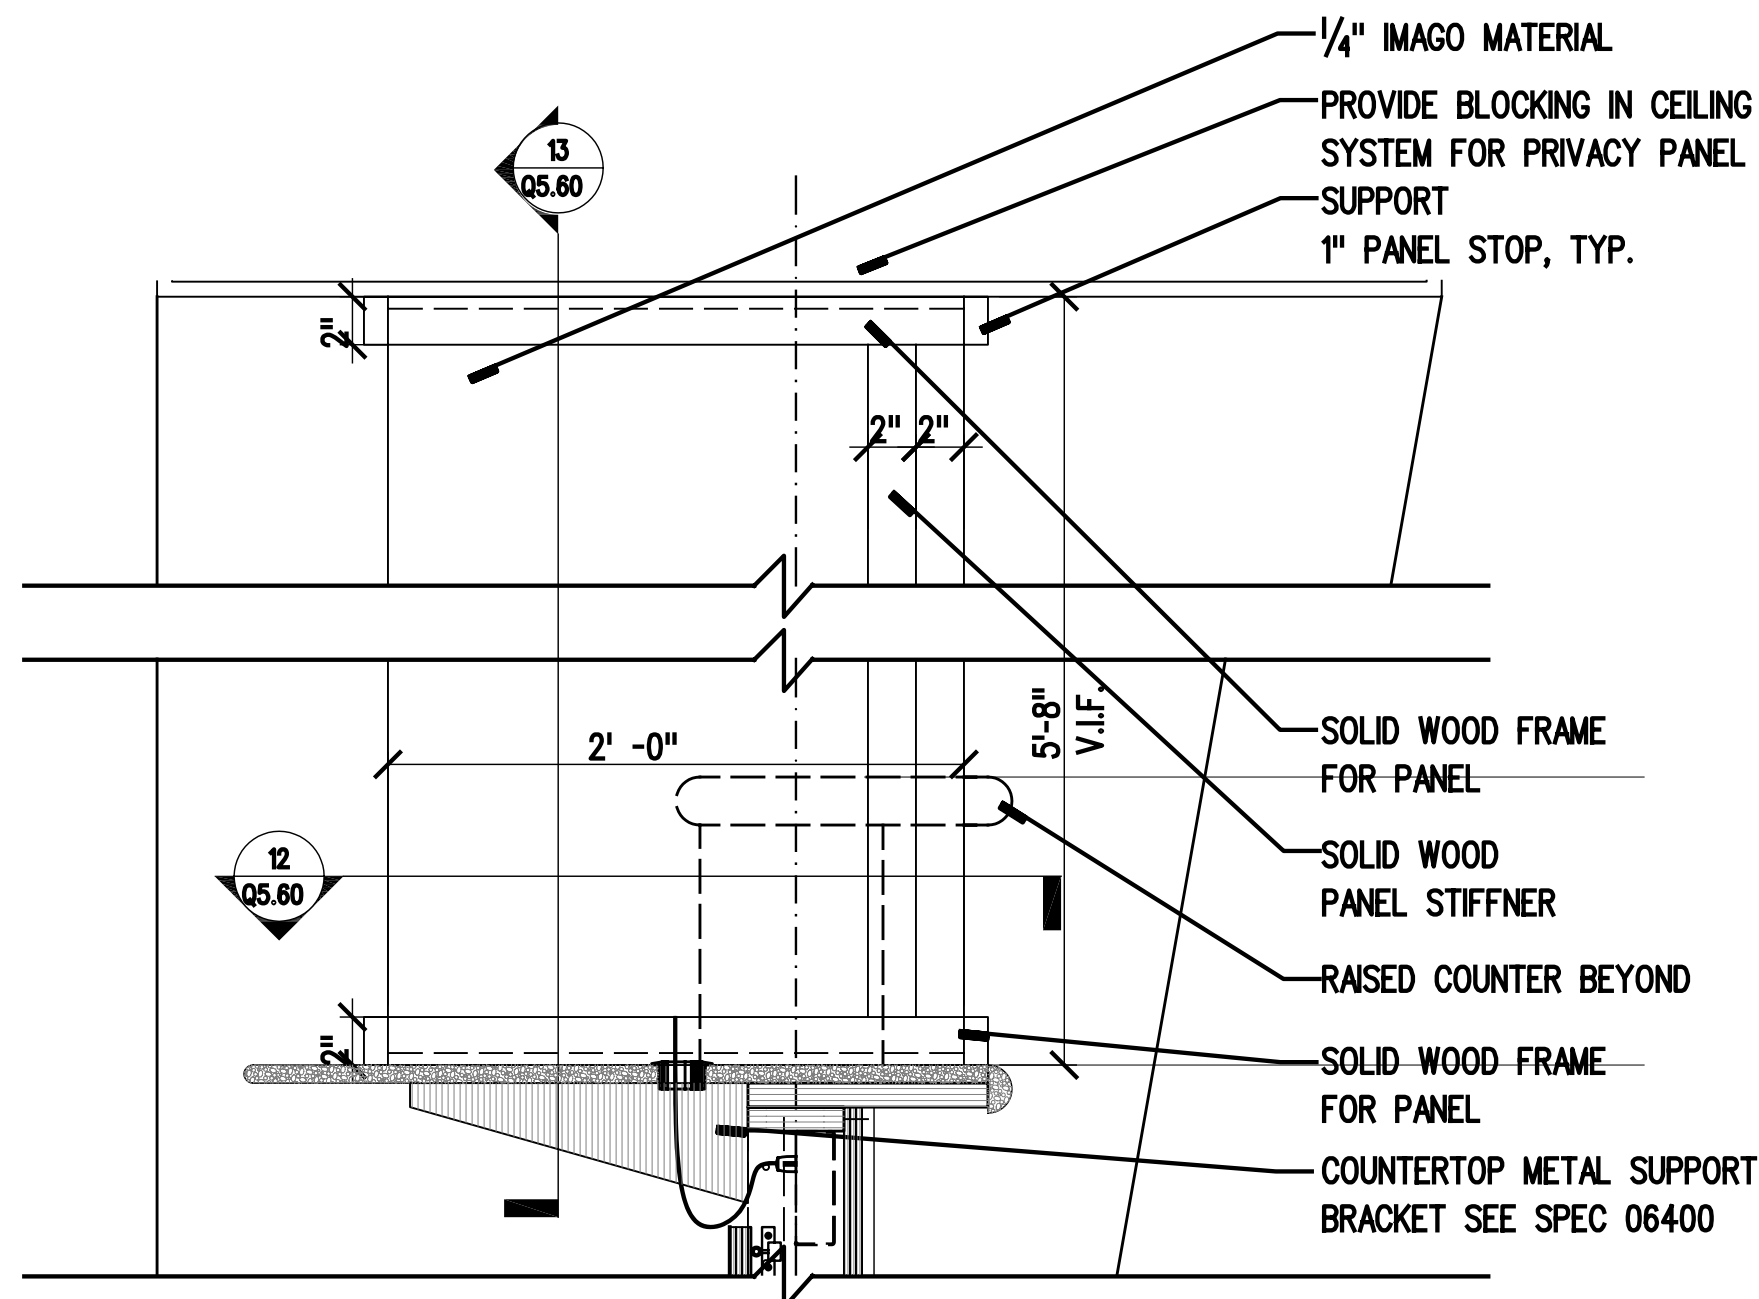 1/4" IMAGO MATERIAL
PROVIDE BLOCKING IN CEILING
SYSTEM FOR PRIVACY PANEL
SUPPORT
1" PANEL STOP, TYP.
13
Q5.60
2"
2" 2"
2' -0"
5'-8"
V.I.F.
SOLID WOOD FRAME
FOR PANEL
12
Q5.60
SOLID WOOD
PANEL STIFFNER
RAISED COUNTER BEYOND
2"
SOLID WOOD FRAME
FOR PANEL
COUNTERTOP METAL SUPPORT
BRACKET SEE SPEC 06400